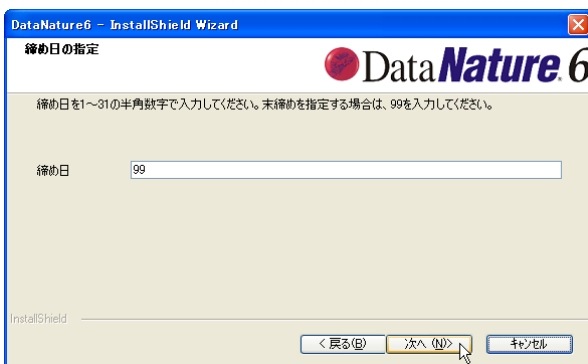 DataNature6 - InstallShield Wizard
締め日の指定
DataNature.6
締め日を1～31の半角数字で入力してください。末締めを指定する場合は、99を入力してください。
締め日
99
InstallShield
< 戻る(B)
次へ (N)>
キャンセル